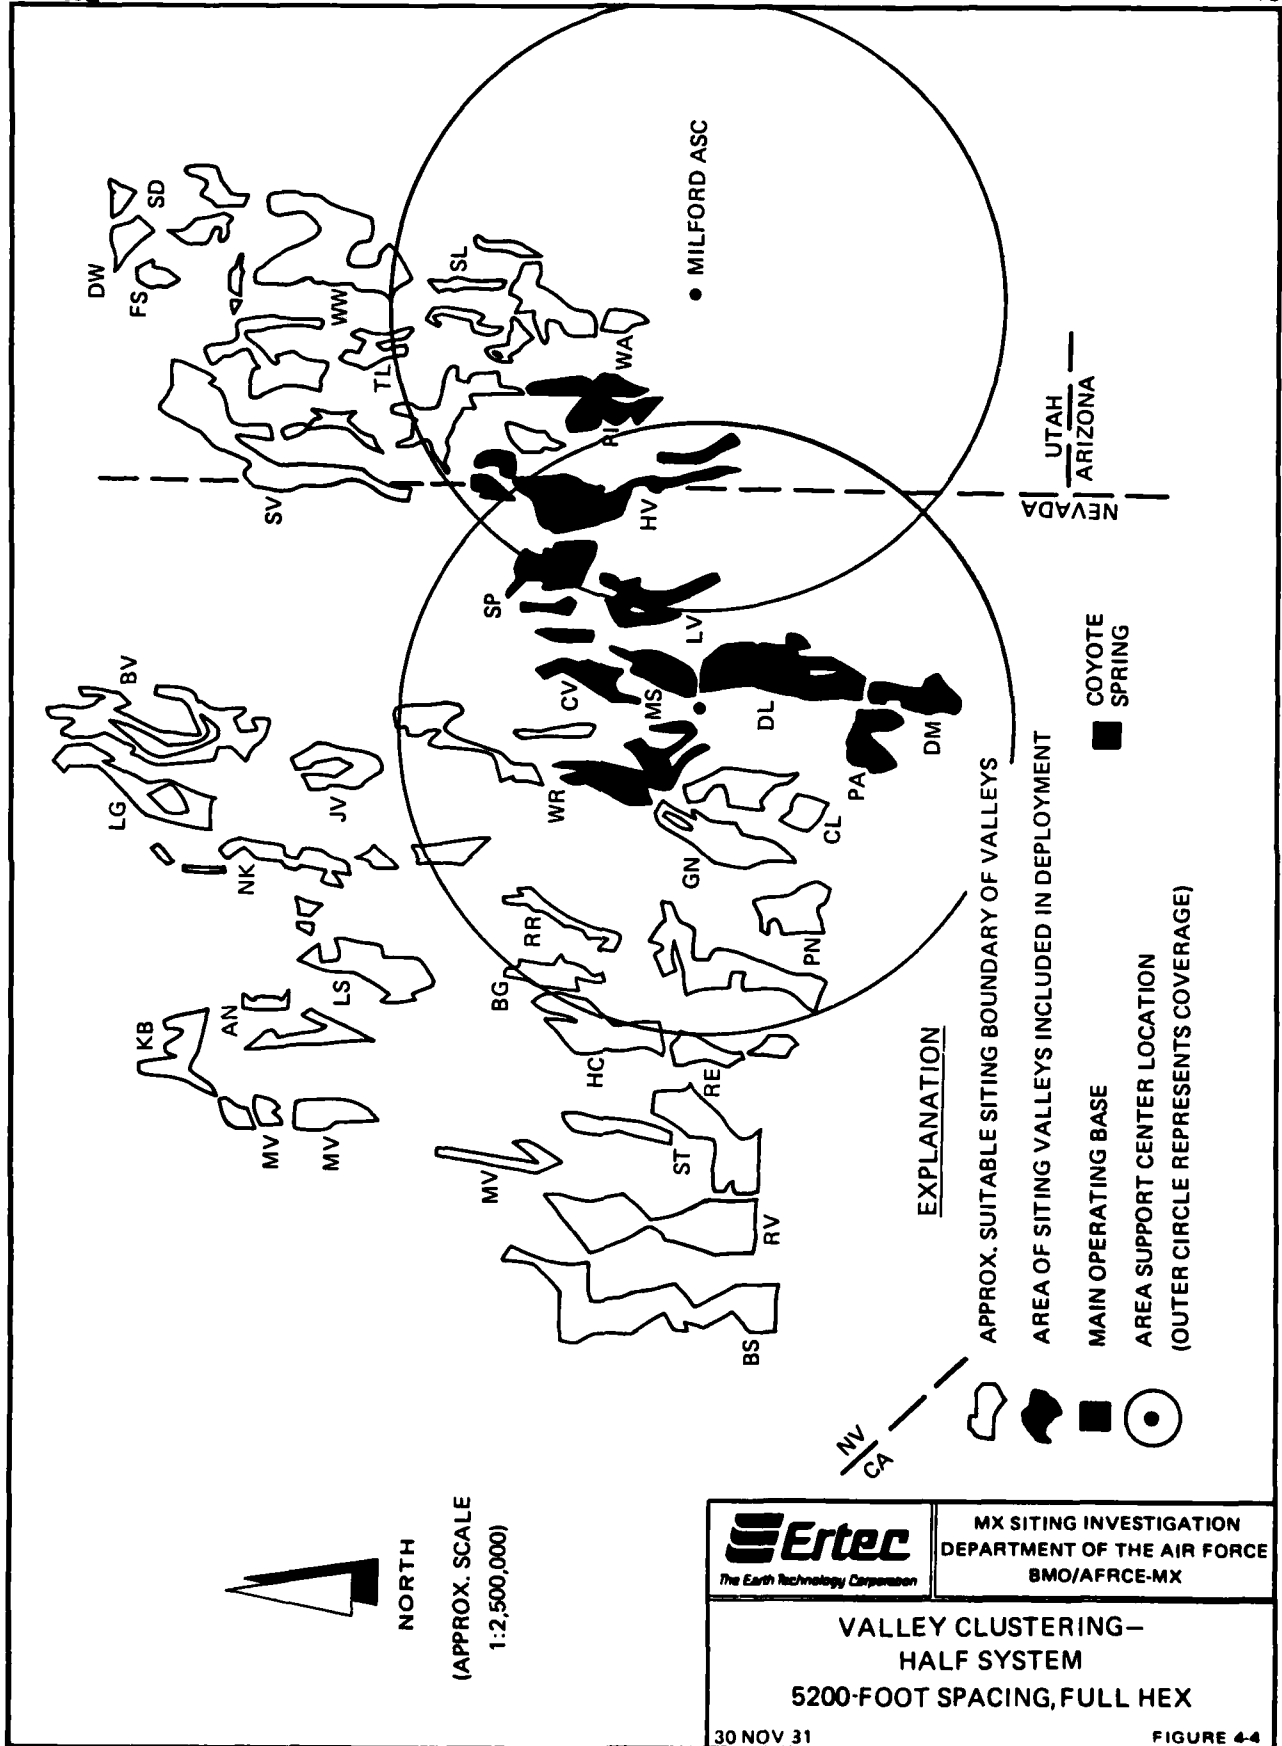 DW
SD
FS
WW
SL
TL
SV
WA
RI
HV
● MILFORD ASC
UTAH
ARIZONA
NEVADA
SP
LV
BV
CV
MS
DL
DM
PA
COYOTE
SPRING
LG
JV
NK
WR
GN
CL
RR
BG
PN
LS
AN
KB
HC
RE
MV
MV
MV
ST
RV
BS
EXPLANATION
APPROX. SUITABLE SITING BOUNDARY OF VALLEYS
AREA OF SITING VALLEYS INCLUDED IN DEPLOYMENT
MAIN OPERATING BASE
AREA SUPPORT CENTER LOCATION
(OUTER CIRCLE REPRESENTS COVERAGE)
NV
CA
NORTH
(APPROX. SCALE
1:2,500,000)
Ertec
The Earth Technology Corporation
MX SITING INVESTIGATION
DEPARTMENT OF THE AIR FORCE
BMO/AFRCE-MX
VALLEY CLUSTERING–
HALF SYSTEM
5200-FOOT SPACING, FULL HEX
30 NOV 31
FIGURE 4-4